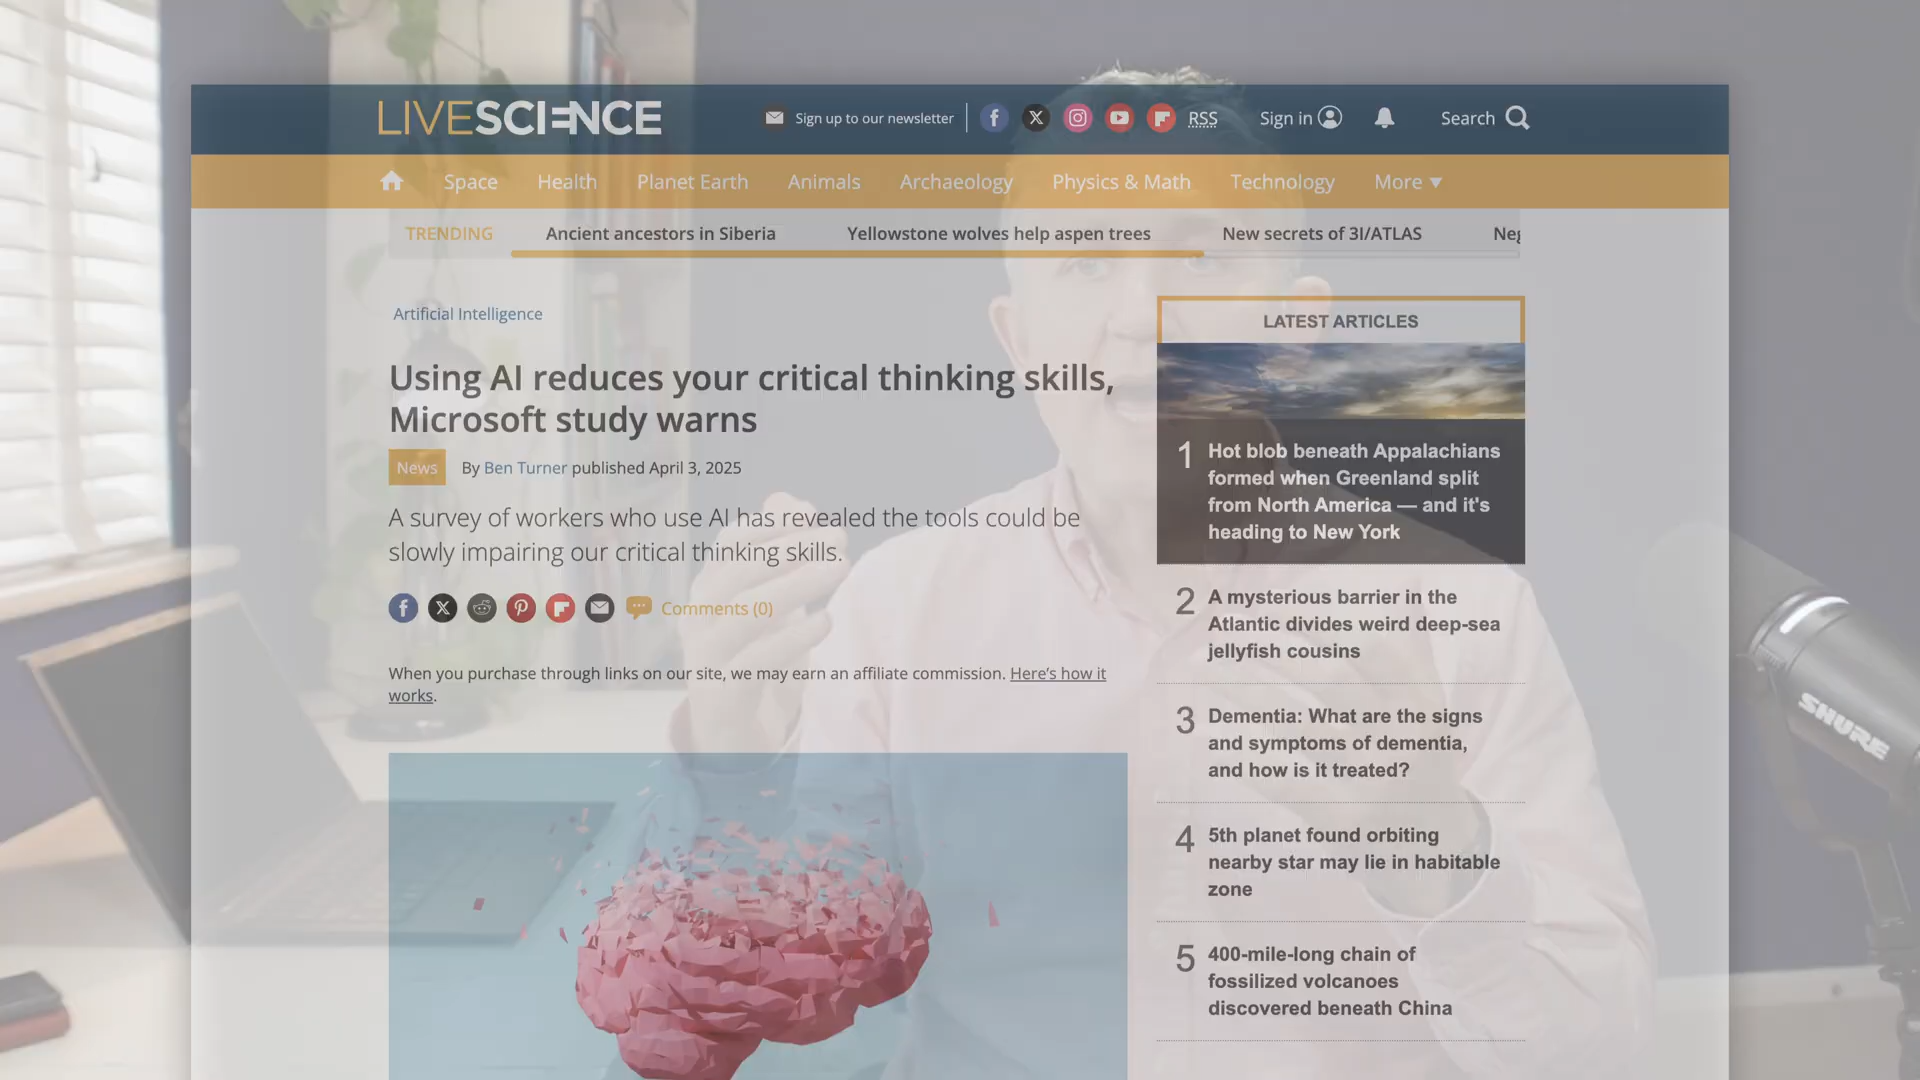 LIVESCIENCE
Sign up to our newsletter
RSS
Sign in
Search
Space
Health
Planet Earth
Animals
Archaeology
Physics & Math
Technology
More
TRENDING
Ancient ancestors in Siberia
Yellowstone wolves help aspen trees
New secrets of 3I/ATLAS
Artificial Intelligence
Using AI reduces your critical thinking skills,
Microsoft study warns
News
By Ben Turner published April 3, 2025
A survey of workers who use AI has revealed the tools could be
slowly impairing our critical thinking skills.
Comments (0)
When you purchase through links on our site, we may earn an affiliate commission. Here’s how it
works.
LATEST ARTICLES
1 Hot blob beneath Appalachians
formed when Greenland split
from North America — and it's
heading to New York
2 A mysterious barrier in the
Atlantic divides weird deep-sea
jellyfish cousins
3 Dementia: What are the signs
and symptoms of dementia,
and how is it treated?
4 5th planet found orbiting
nearby star may lie in habitable
zone
5 400-mile-long chain of
fossilized volcanoes
discovered beneath China
SHURE